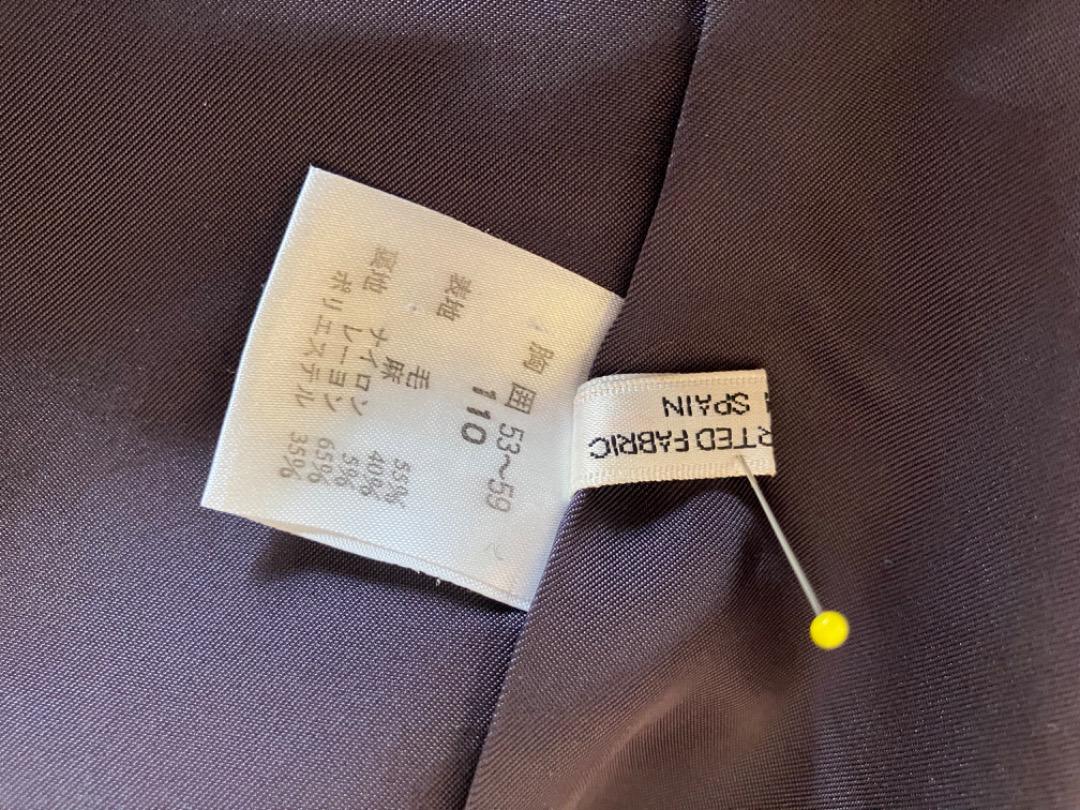 胸囲 53~59
110
表地 毛 55%
麻 40%
ナイロン 5%
裏地 レーヨン 65%
ポリエステル 35%
RTED FABRIC
SPAIN